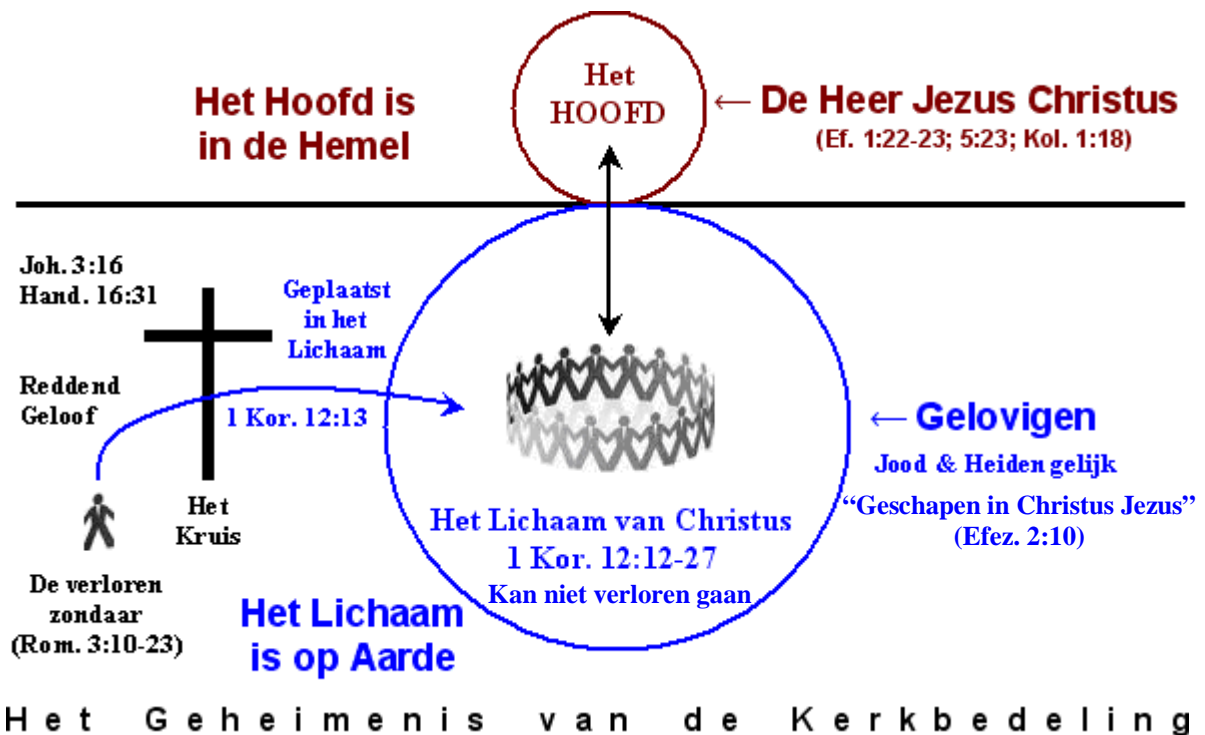 Het
HOOFD
Het Hoofd is
in de Hemel
← De Heer Jezus Christus
(Ef. 1:22-23; 5:23; Kol. 1:18)
Joh. 3:16
Hand. 16:31
Geplaatst
in het
Lichaam
Reddend
Geloof
1 Kor. 12:13
← Gelovigen
Jood & Heiden gelijk
“Geschapen in Christus Jezus”
(Efez. 2:10)
Het
Kruis
Het Lichaam van Christus
1 Kor. 12:12-27
Kan niet verloren gaan
De verloren
zondaar
(Rom. 3:10-23)
Het Lichaam
is op Aarde
Het Geheimenis van de Kerkbedeling